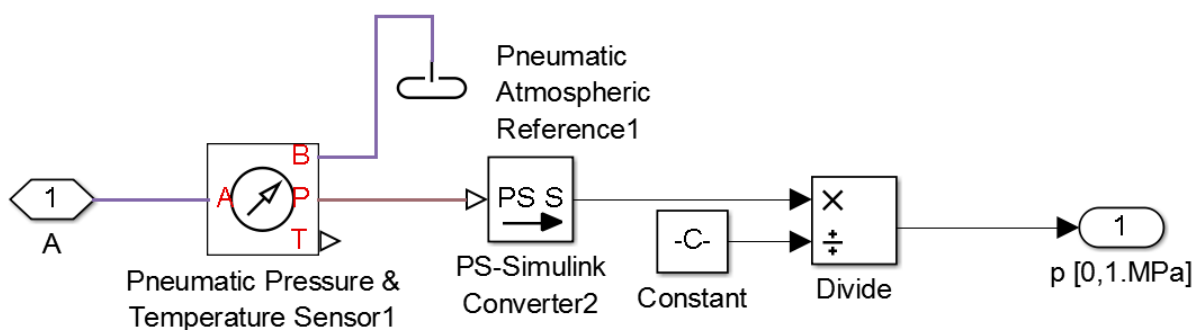 Pneumatic
Atmospheric
Reference1
B
1
A
P
PS S
T
A
Pneumatic Pressure &
Temperature Sensor1
PS-Simulink
Converter2
-C-
Constant
×
÷
Divide
1
p [0,1.MPa]